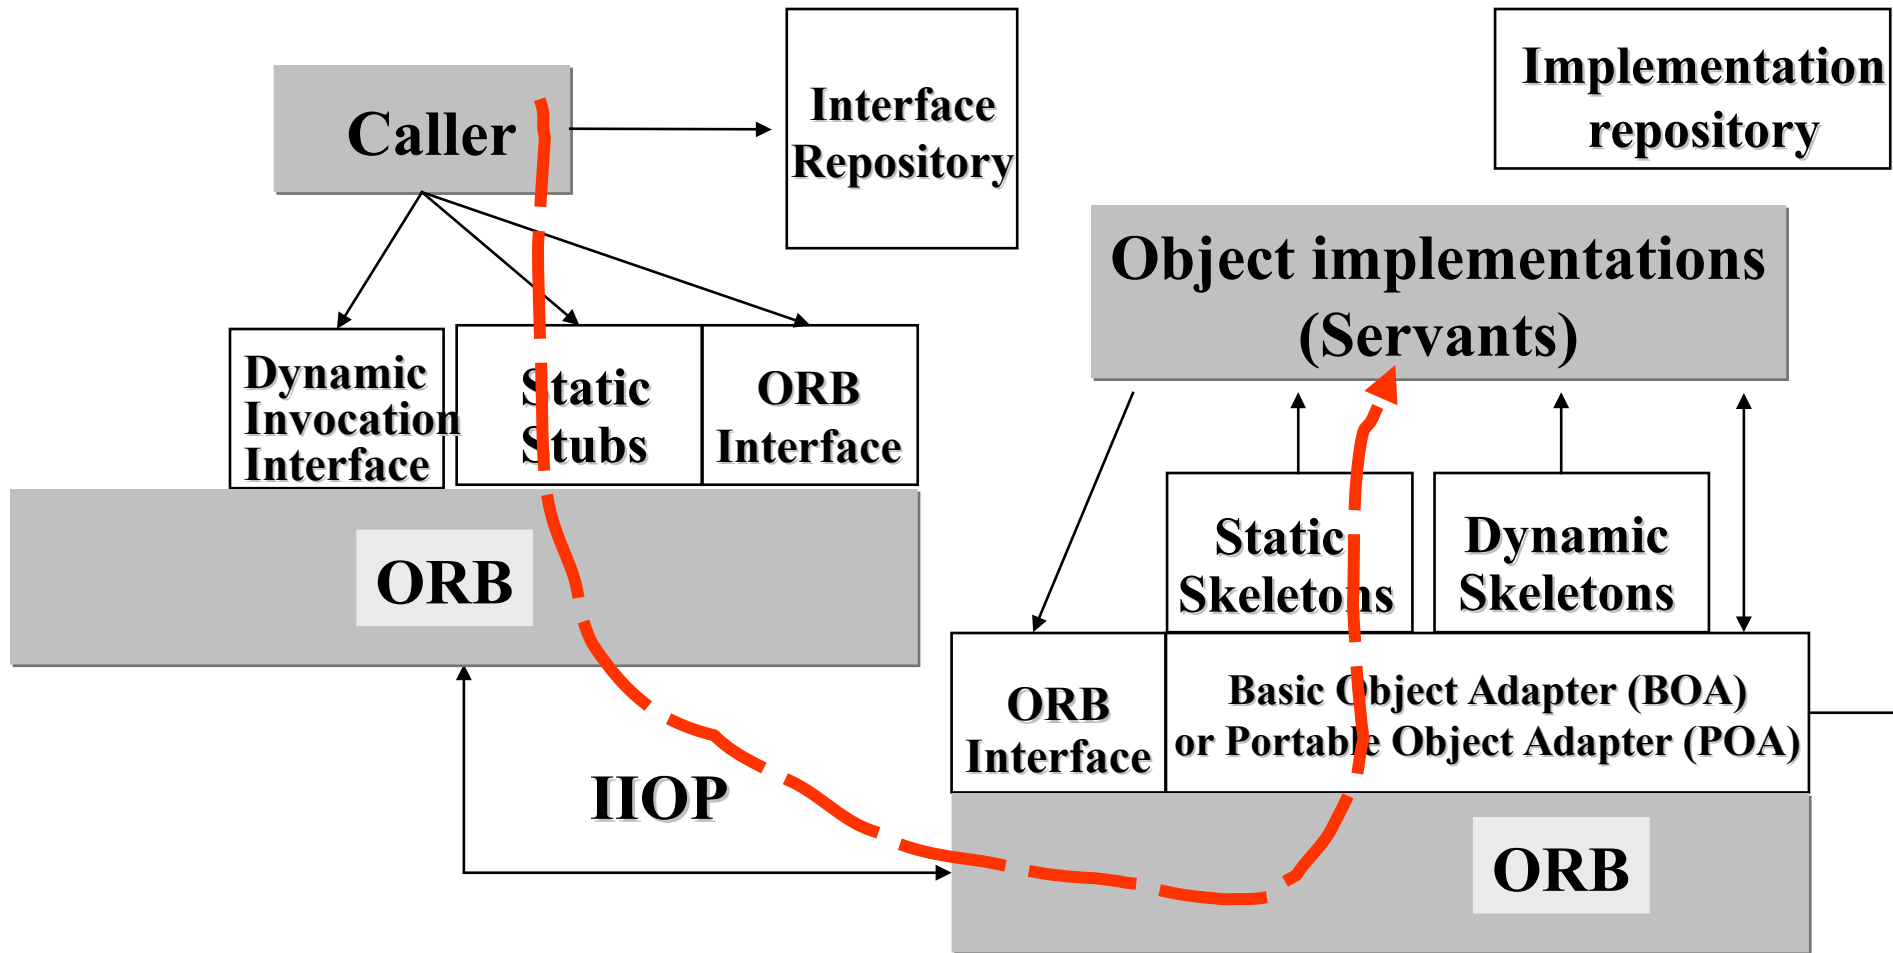 Caller
Interface
Repository
Implementation
repository
Object implementations
(Servants)
Dynamic
Invocation
Interface
Static
Stubs
ORB
Interface
ORB
IIOP
Static
Skeletons
Dynamic
Skeletons
ORB
Interface
Basic Object Adapter (BOA)
or Portable Object Adapter (POA)
ORB